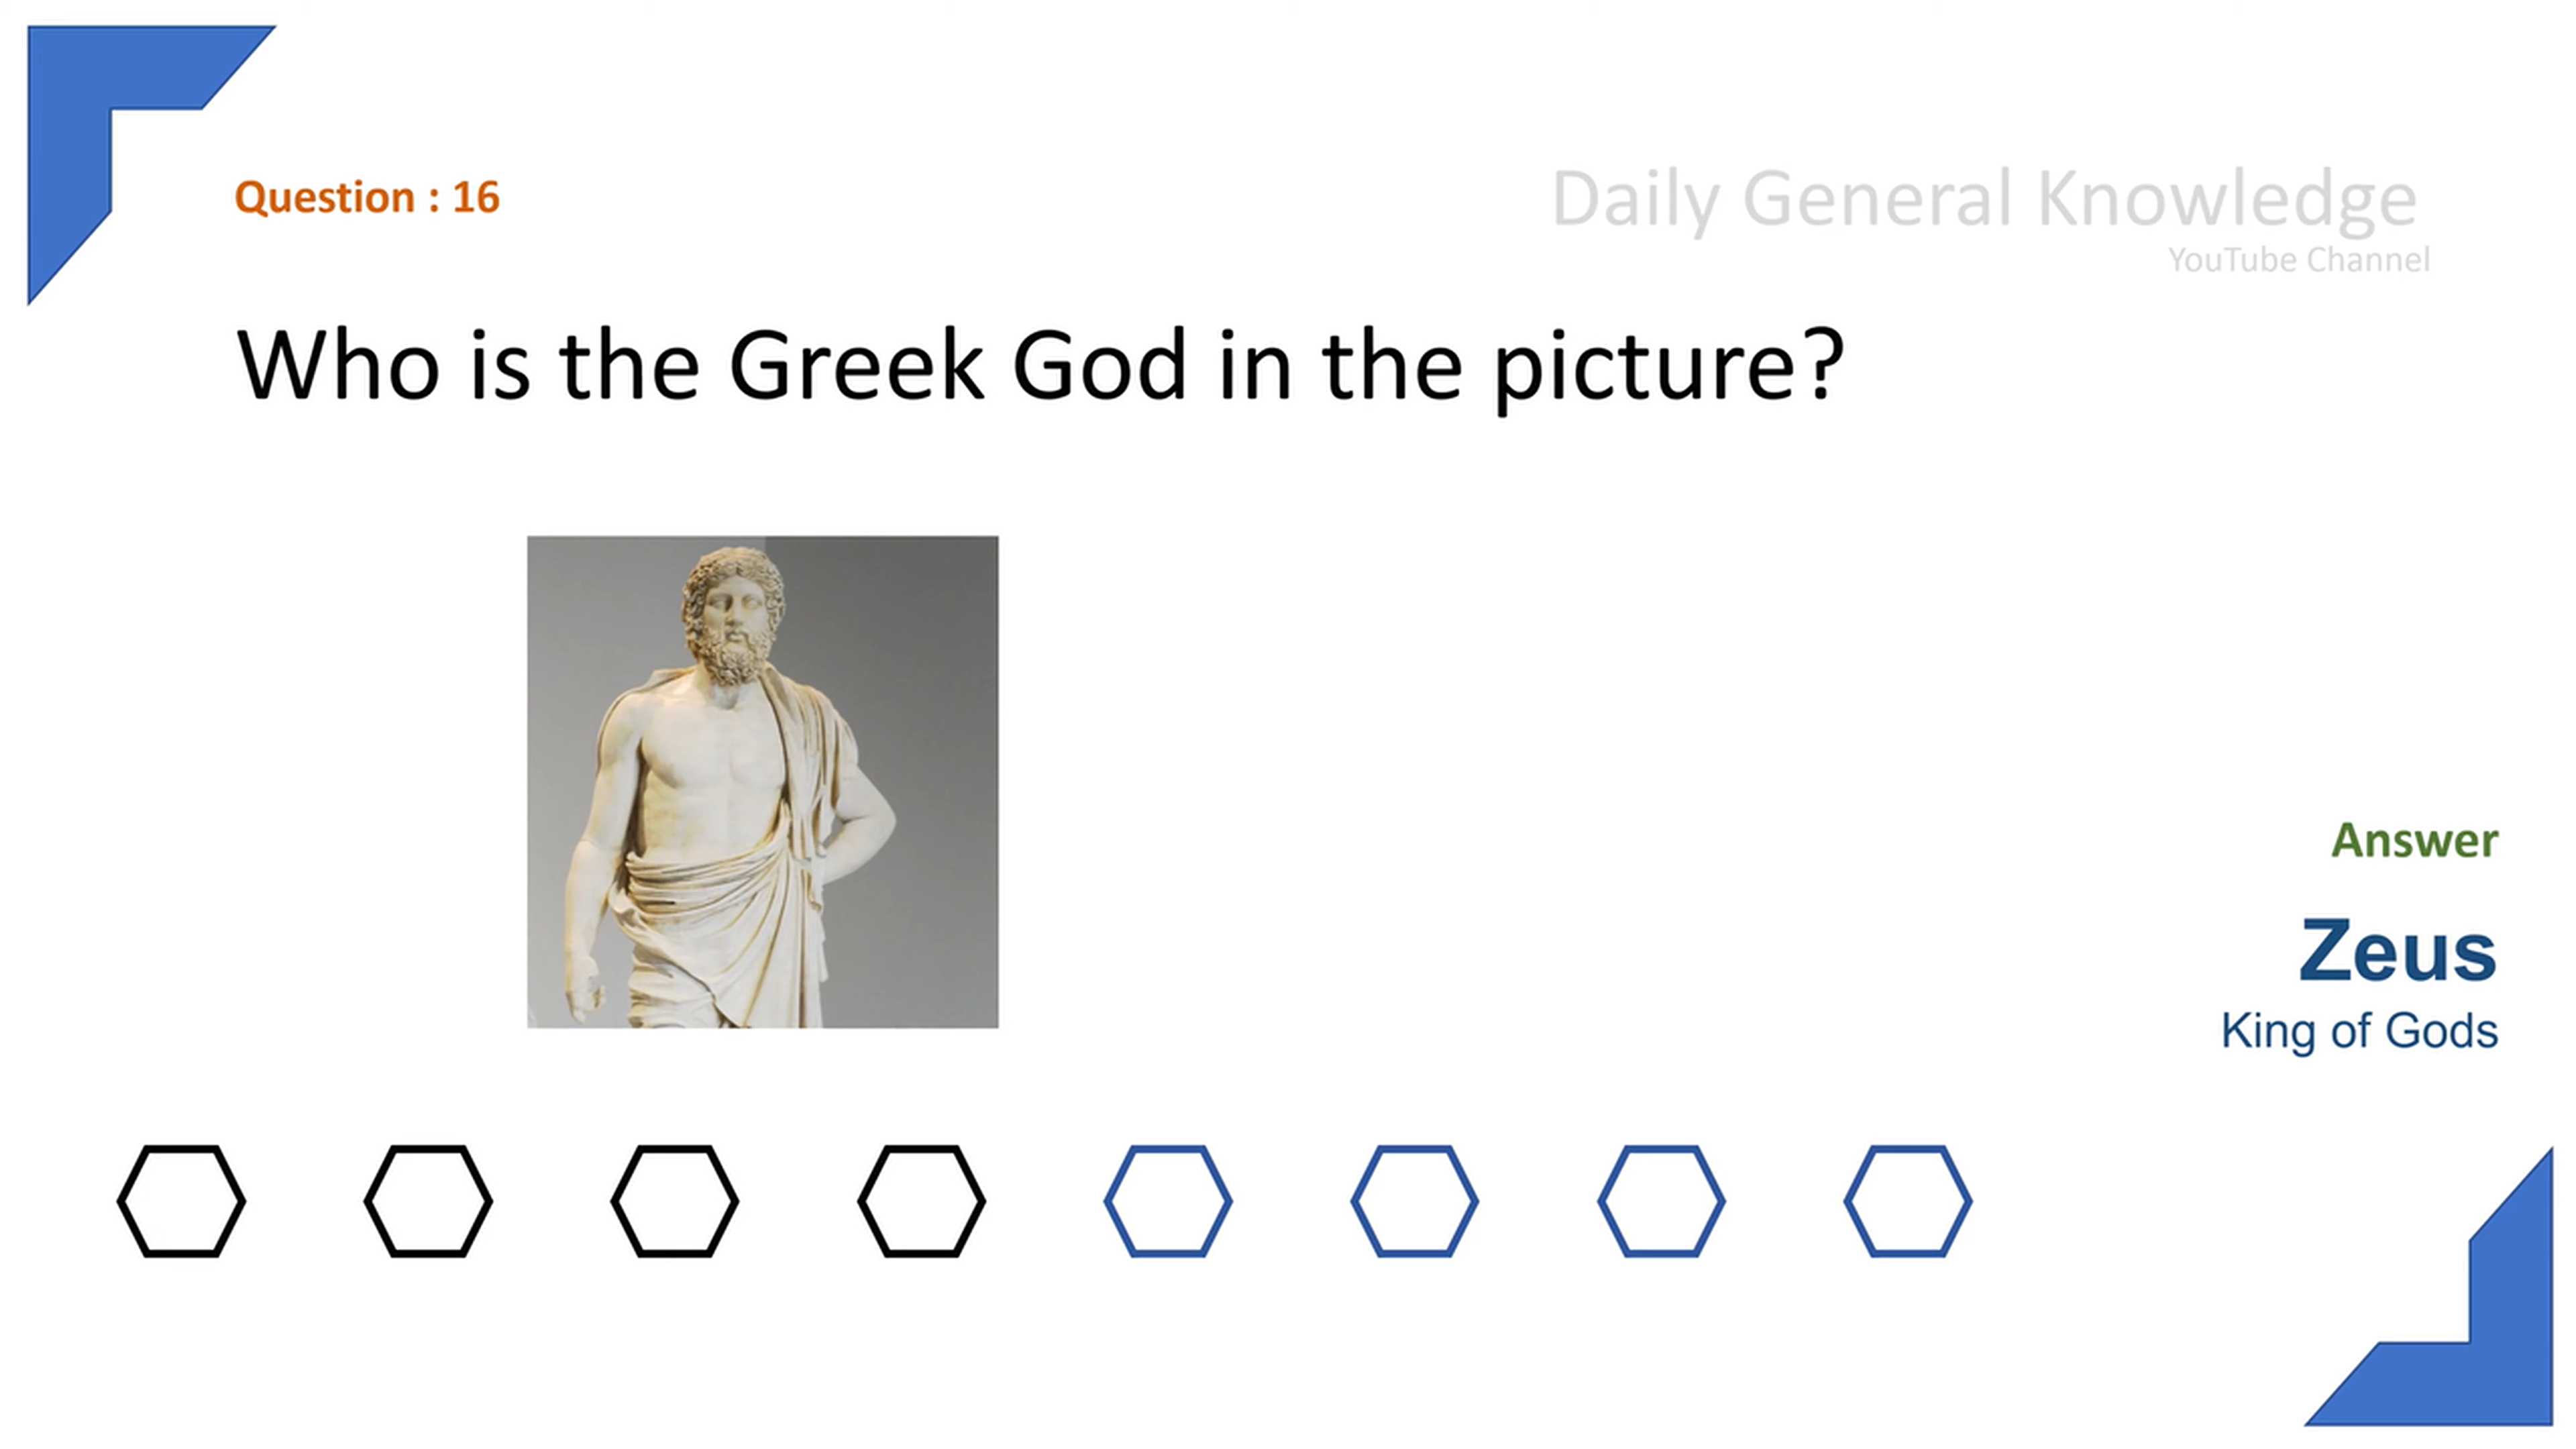 Question : 16
Daily General Knowledge
YouTube Channel
Who is the Greek God in the picture?
Answer
Zeus
King of Gods